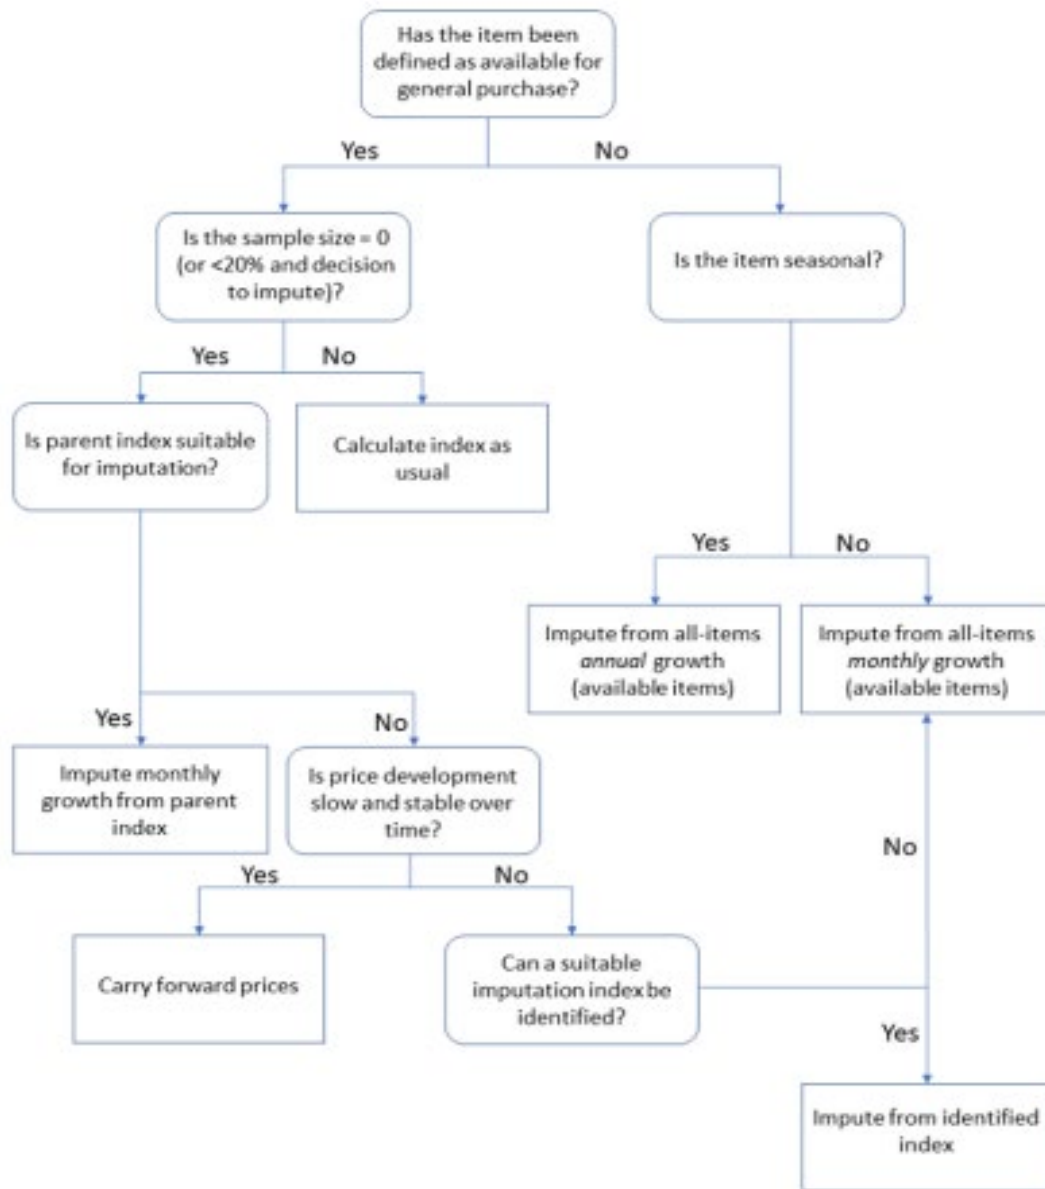 Has the item been
defined as available for
general purchase?
Yes
No
Is the sample size = 0
(or <20% and decision
to impute)?
Is the item seasonal?
Yes
No
Is parent index suitable
for imputation?
Calculate index as
usual
Yes
No
Impute from all-items
annual growth
(available items)
Impute from all-items
monthly growth
(available items)
Yes
No
Impute monthly
growth from parent
index
Is price development
slow and stable over
time?
No
Yes
No
Carry forward prices
Can a suitable
imputation index be
identified?
Yes
Impute from identified
index